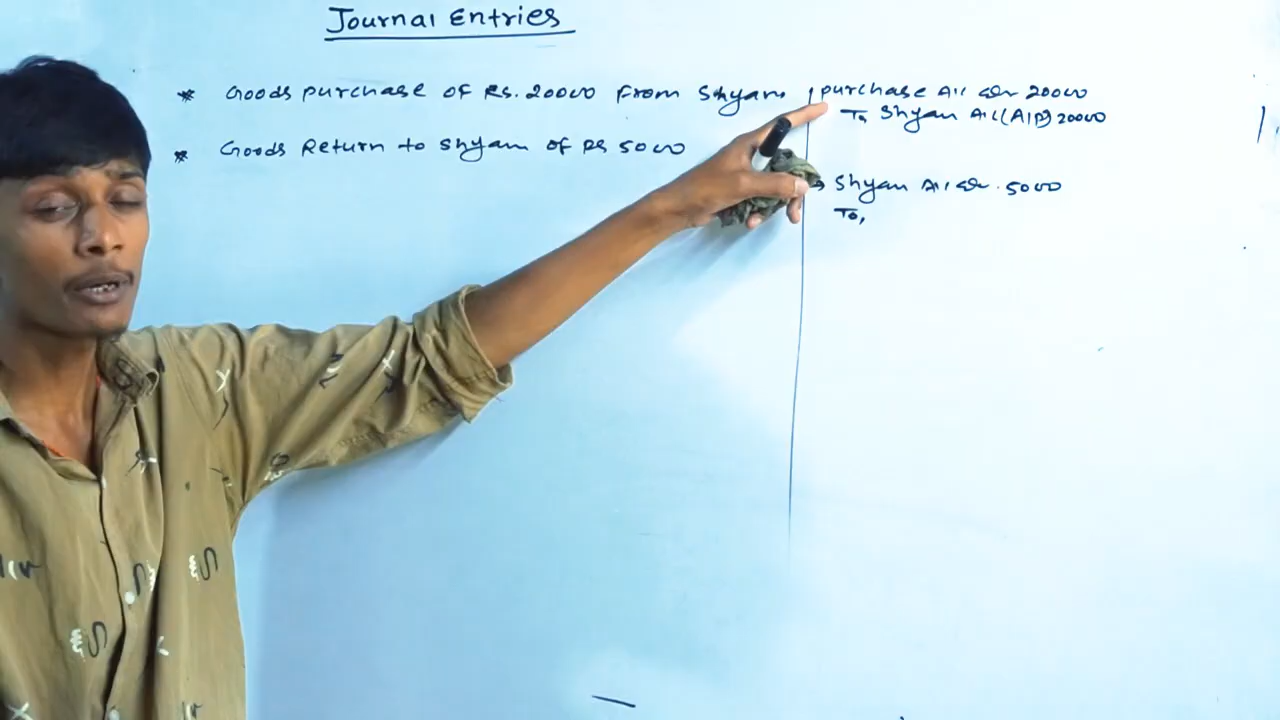 Journal Entries
* Goods purchase of Rs. 20000 from Shyam
purchase A/c dr 20000
To, Shyam A/c (A/P) 20000
* Goods Return to Shyam of Rs 5000
Shyam A/c dr. 5000
To,